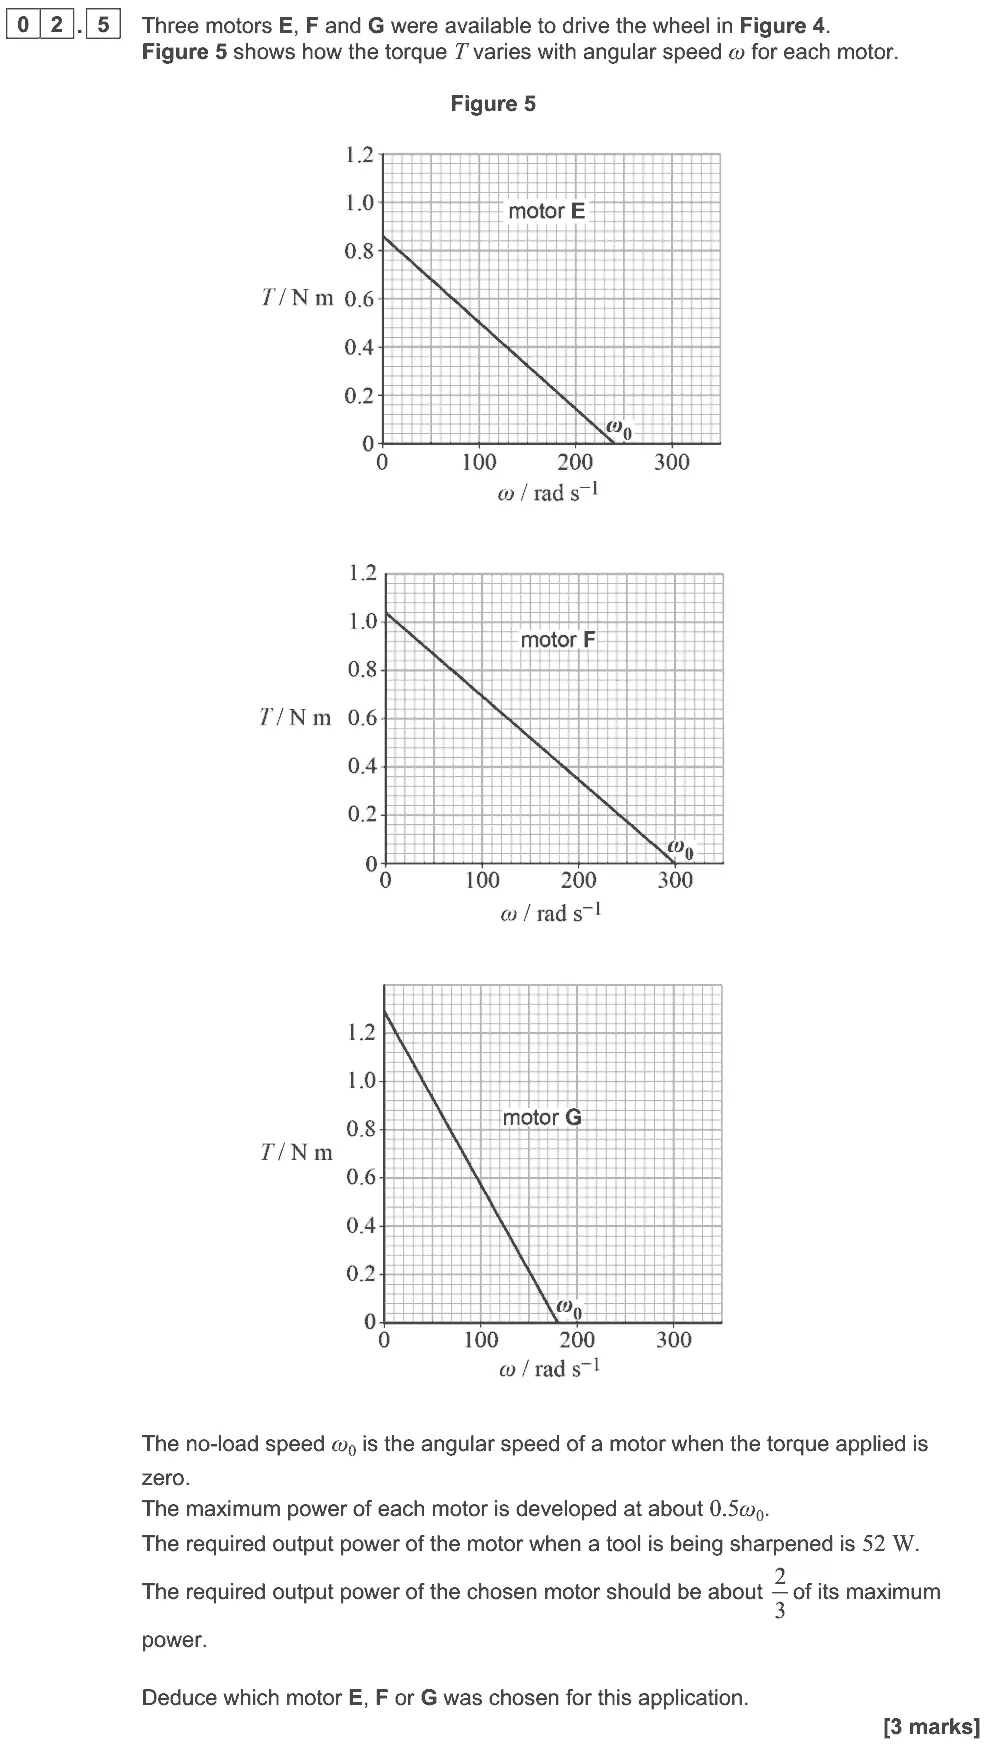 0 2 . 5 Three motors E, F and G were available to drive the wheel in Figure 4.
Figure 5 shows how the torque T varies with angular speed ω for each motor.
Figure 5
1.2
1.0
motor E
0.8
T / N m 0.6
0.4
0.2
ω₀
0
0 100 200 300
ω / rad s⁻¹
1.2
1.0
motor F
0.8
T / N m 0.6
0.4
0.2
ω₀
0
0 100 200 300
ω / rad s⁻¹
1.2
1.0
motor G
0.8
T / N m
0.6
0.4
0.2
ω₀
0
0 100 200 300
ω / rad s⁻¹
The no-load speed ω₀ is the angular speed of a motor when the torque applied is
zero.
The maximum power of each motor is developed at about 0.5ω₀.
The required output power of the motor when a tool is being sharpened is 52 W.
The required output power of the chosen motor should be about 2/3 of its maximum
power.
Deduce which motor E, F or G was chosen for this application.
[3 marks]